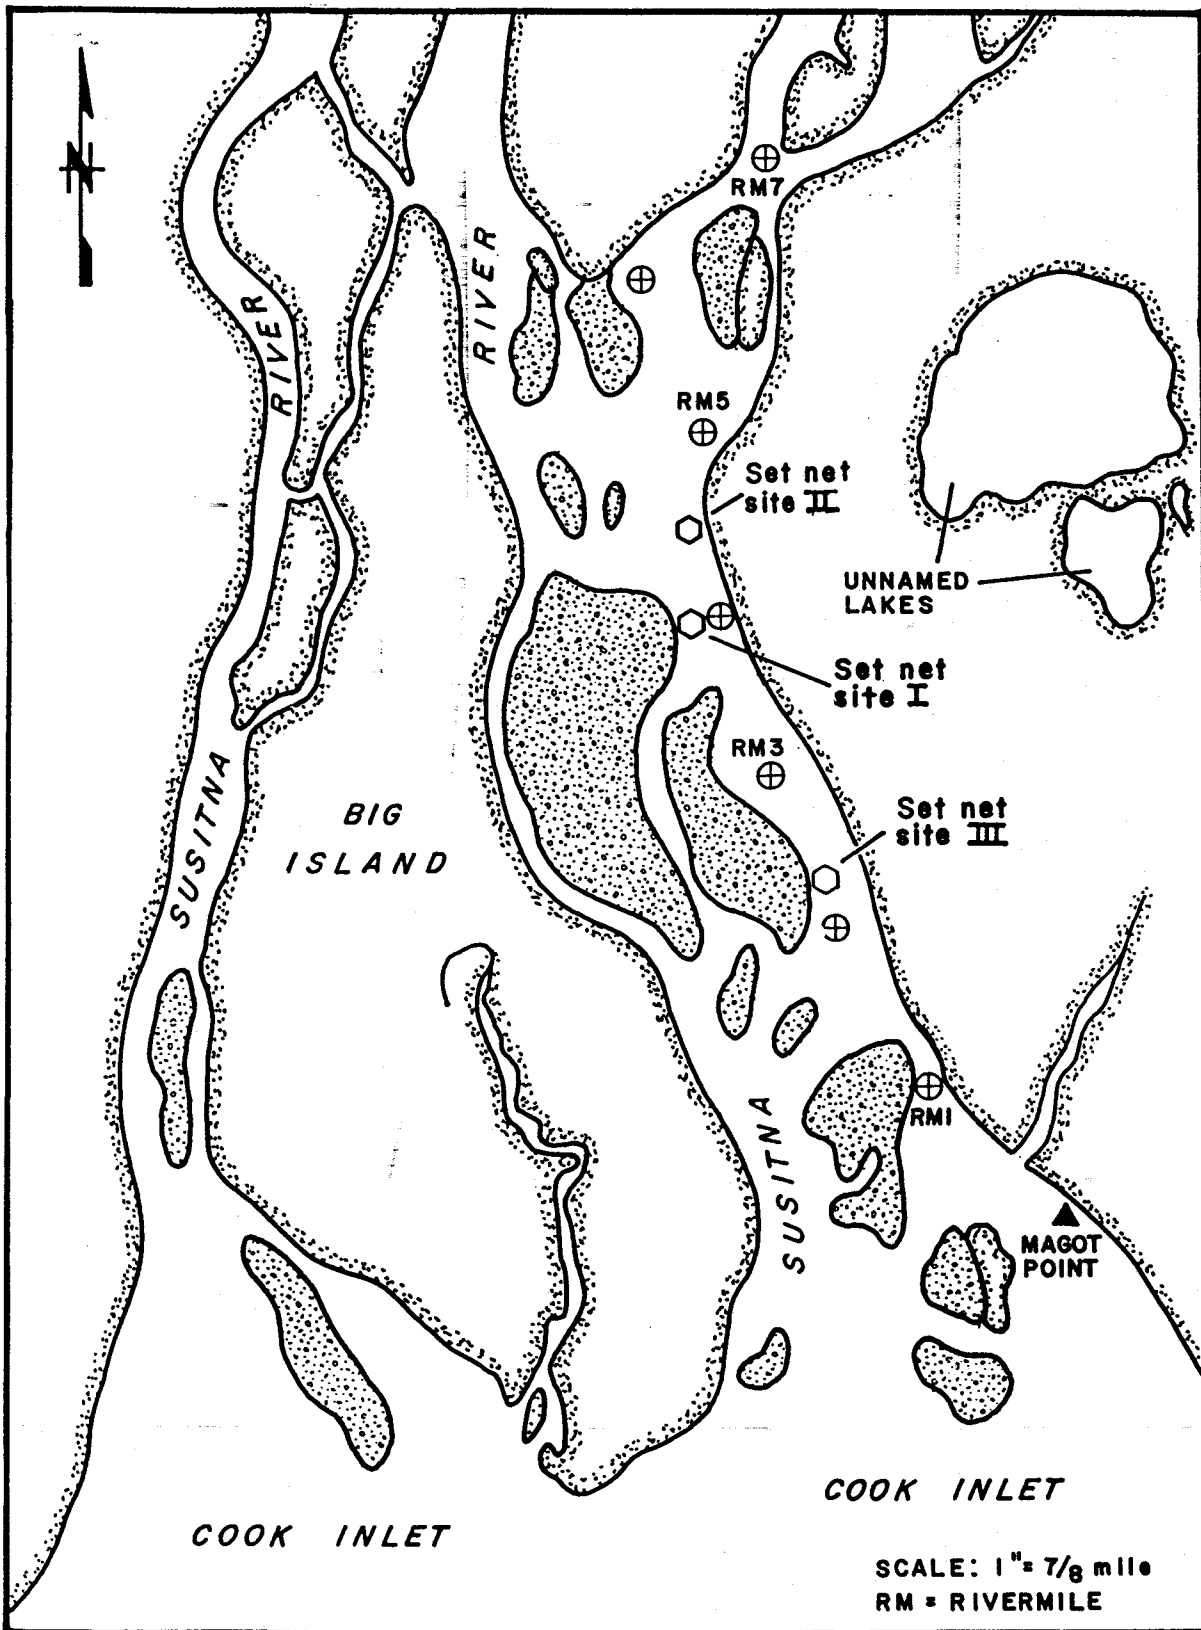 N
RM7
RIVER
RIVER
RM5
Set net
site II
UNNAMED
LAKES
Set net
site I
RM3
SUSITNA
BIG
ISLAND
Set net
site III
RM1
SUSITNA
MAGOT
POINT
COOK INLET
COOK INLET
SCALE: 1"= 7/8 mile
RM = RIVERMILE